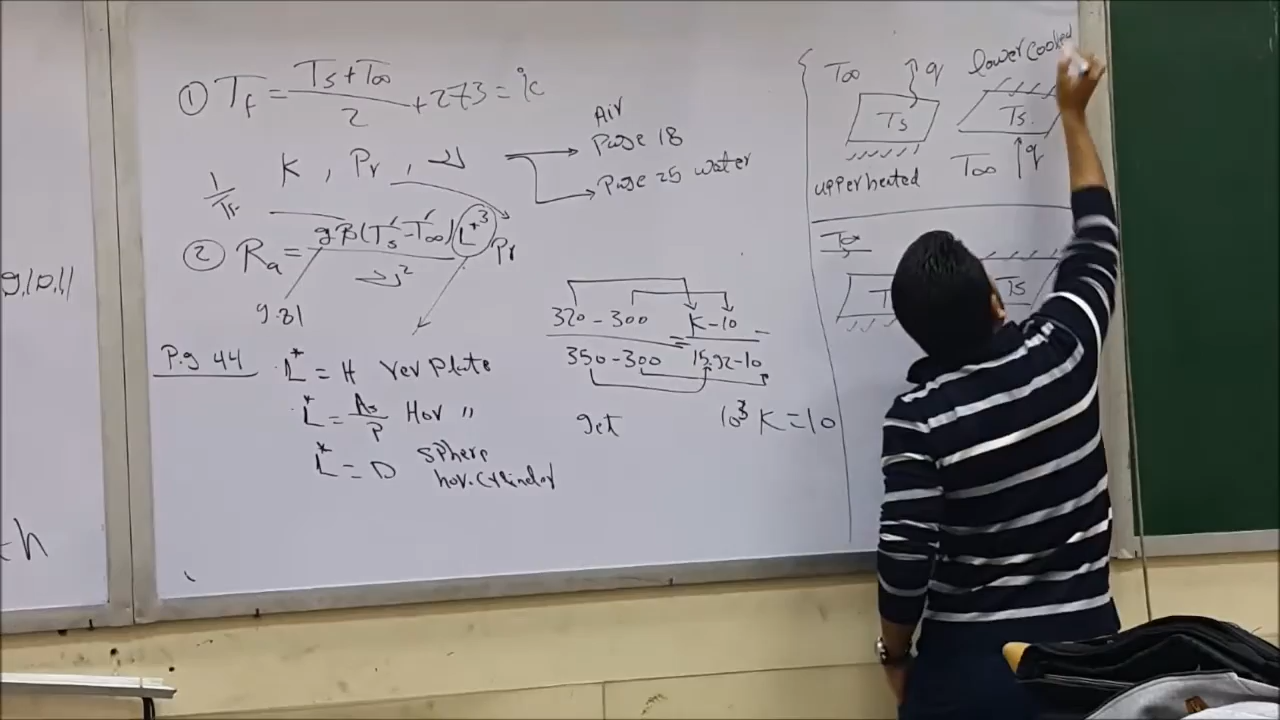 ① T_f = (Ts + T∞)/2 + 273 = °k
K , Pr , ν
Air
Page 18
Page 25 water
1/Tf
② Ra = gB(Ts' - T∞') L*³ / ν² Pr
9.81
P.g 44
L* = H ver plate
L* = As/P Hor "
L* = D sphere
hor. cylinder
320 - 300 / 350 - 300 = K - 10 / 15.92 - 10
get 10³ K = 10
T∞ q
Ts
upper heated
lower cooled
Ts
T∞ q
T∞
T
Ts
9,10,11
h